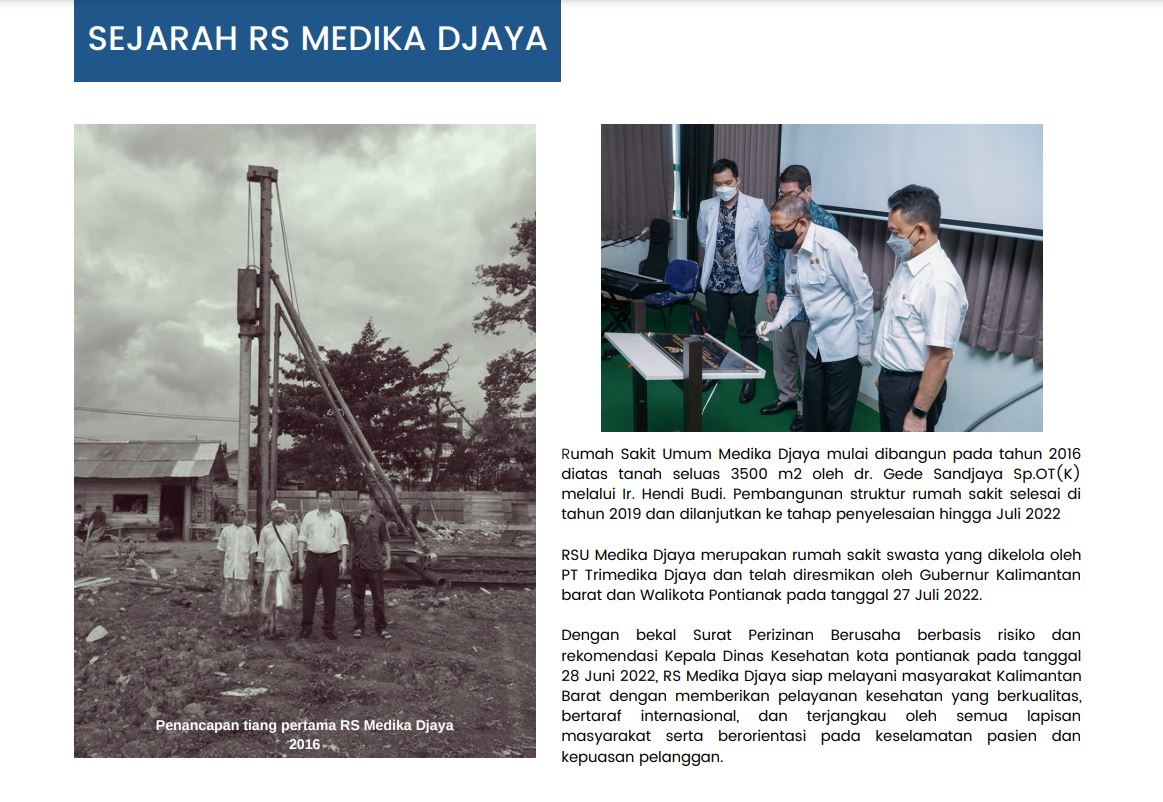 SEJARAH RS MEDIKA DJAYA
Penancapan tiang pertama RS Medika Djaya
2016
Rumah Sakit Umum Medika Djaya mulai dibangun pada tahun 2016
diatas tanah seluas 3500 m2 oleh dr. Gede Sandjaya Sp.OT(K)
melalui Ir. Hendi Budi. Pembangunan struktur rumah sakit selesai di
tahun 2019 dan dilanjutkan ke tahap penyelesaian hingga Juli 2022
RSU Medika Djaya merupakan rumah sakit swasta yang dikelola oleh
PT Trimedika Djaya dan telah diresmikan oleh Gubernur Kalimantan
barat dan Walikota Pontianak pada tanggal 27 Juli 2022.
Dengan bekal Surat Perizinan Berusaha berbasis risiko dan
rekomendasi Kepala Dinas Kesehatan kota pontianak pada tanggal
28 Juni 2022, RS Medika Djaya siap melayani masyarakat Kalimantan
Barat dengan memberikan pelayanan kesehatan yang berkualitas,
bertaraf internasional, dan terjangkau oleh semua lapisan
masyarakat serta berorientasi pada keselamatan pasien dan
kepuasan pelanggan.